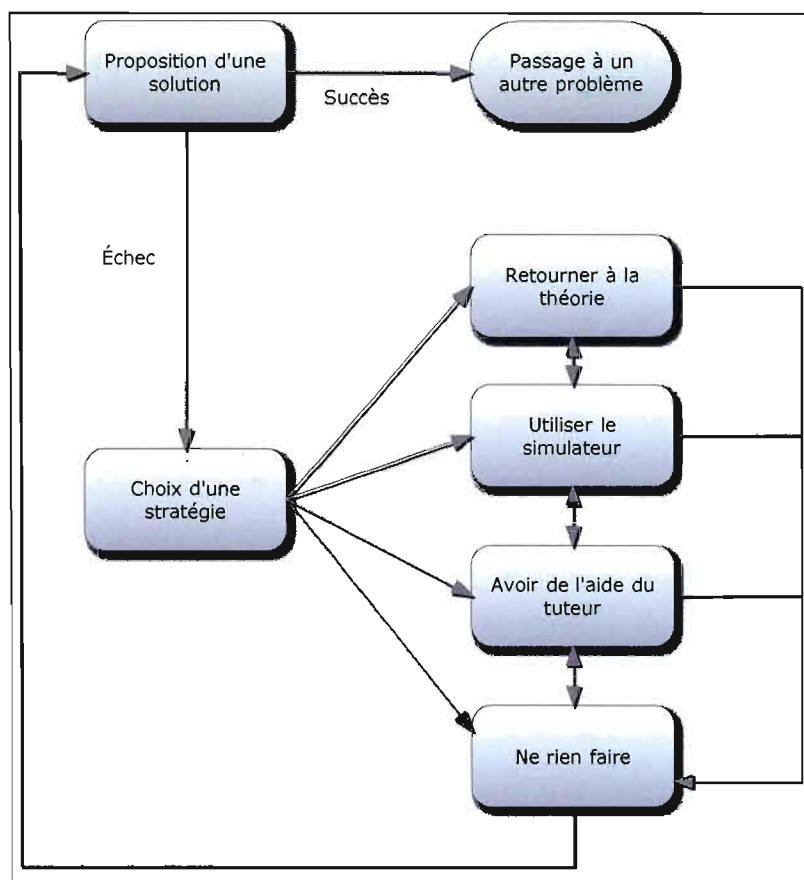 Proposition d'une
solution
Succès
Passage à un
autre problème
Échec
Retourner à la
théorie
Utiliser le
simulateur
Choix d'une
stratégie
Avoir de l'aide du
tuteur
Ne rien faire